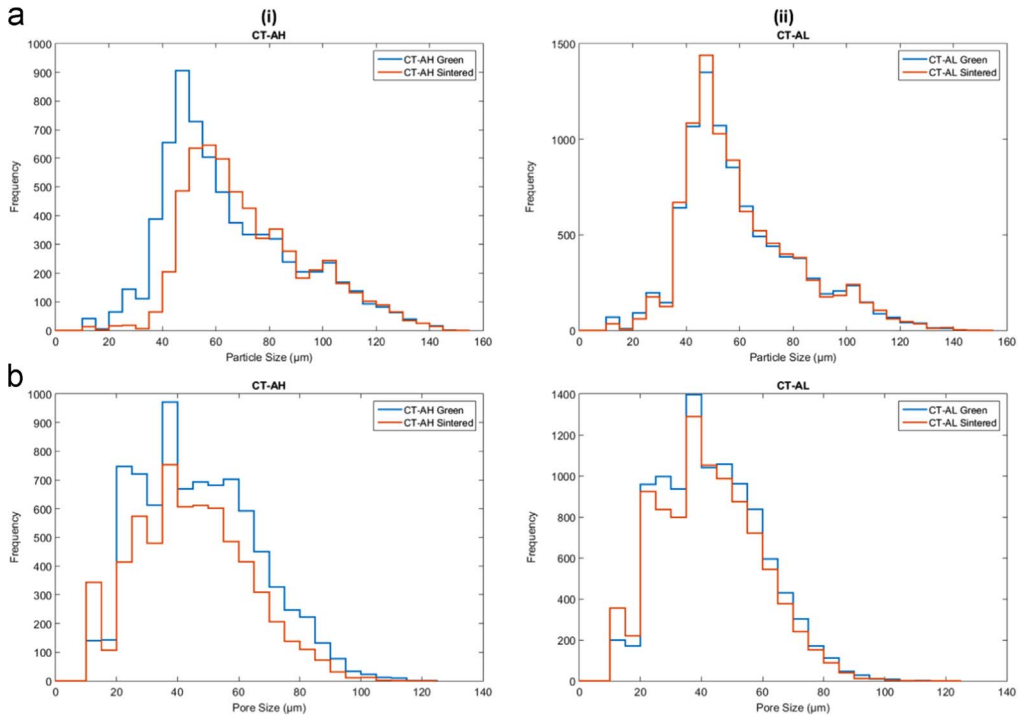 a
(i)
CT-AH
1000
900
800
700
600
500
400
300
200
100
0
Frequency
0 20 40 60 80 100 120 140 160
Particle Size (µm)
CT-AH Green
CT-AH Sintered
(ii)
CT-AL
1500
1000
500
0
Frequency
0 20 40 60 80 100 120 140 160
Particle Size (µm)
CT-AL Green
CT-AL Sintered
b
CT-AH
1000
900
800
700
600
500
400
300
200
100
0
Frequency
0 20 40 60 80 100 120 140
Pore Size (µm)
CT-AH Green
CT-AH Sintered
CT-AL
1400
1200
1000
800
600
400
200
0
Frequency
0 20 40 60 80 100 120 140
Pore Size (µm)
CT-AL Green
CT-AL Sintered